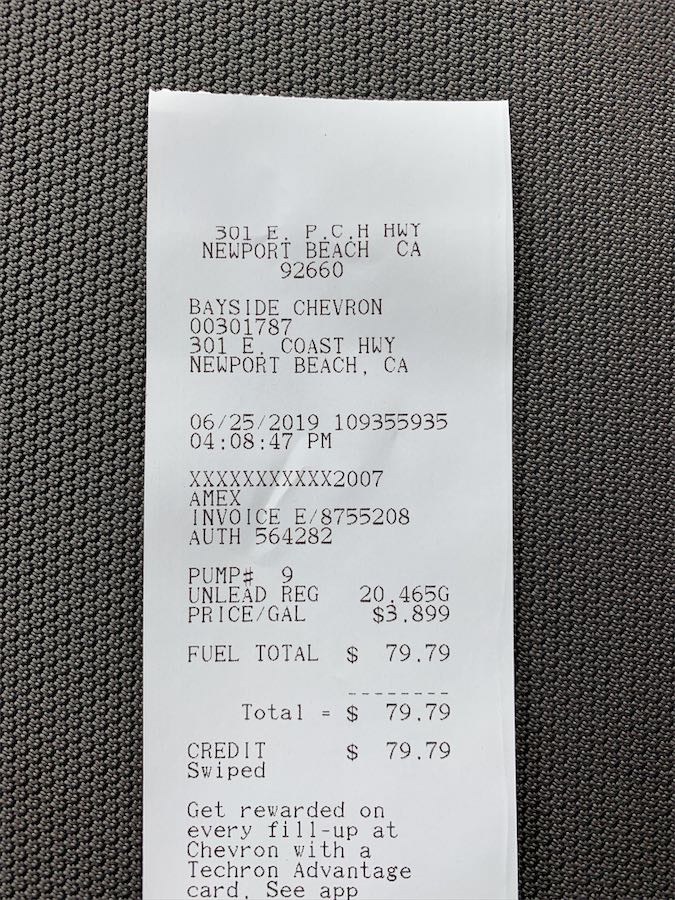 301 E. P.C.H HWY
NEWPORT BEACH CA
92660
BAYSIDE CHEVRON
00301787
301 E. COAST HWY
NEWPORT BEACH, CA
06/25/2019 109355935
04:08:47 PM
XXXXXXXXXXX2007
AMEX
INVOICE E/8755208
AUTH 564282
PUMP# 9
UNLEAD REG 20.465G
PRICE/GAL $3.899
FUEL TOTAL $ 79.79
--------
Total = $ 79.79
CREDIT $ 79.79
Swiped
Get rewarded on
every fill-up at
Chevron with a
Techron Advantage
card. See app